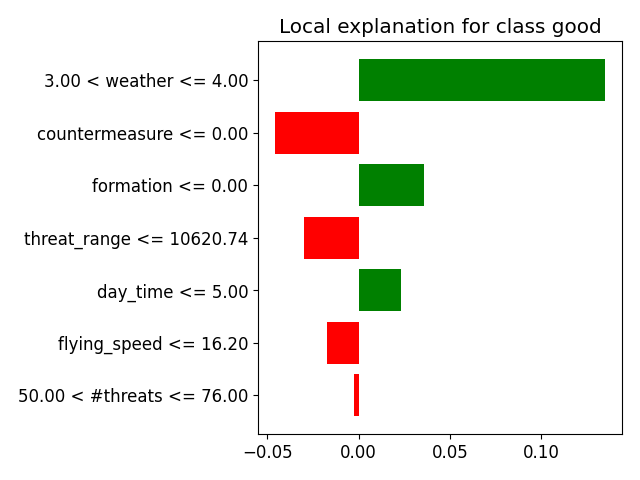 Local explanation for class good
3.00 < weather <= 4.00
countermeasure <= 0.00
formation <= 0.00
threat_range <= 10620.74
day_time <= 5.00
flying_speed <= 16.20
50.00 < #threats <= 76.00
−0.05 0.00 0.05 0.10